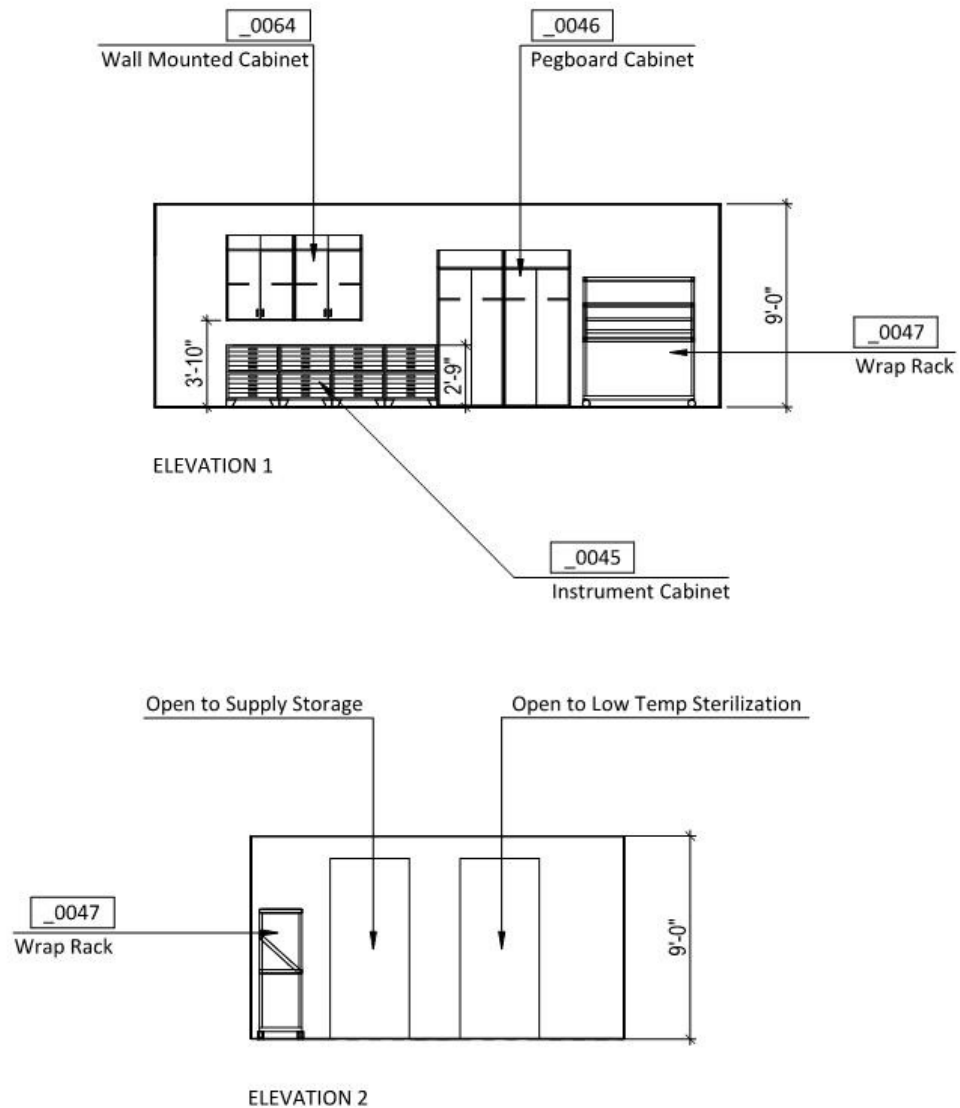 _0064
Wall Mounted Cabinet
_0046
Pegboard Cabinet
3'-10"
2'-9"
9'-0"
_0047
Wrap Rack
ELEVATION 1
_0045
Instrument Cabinet
Open to Supply Storage
Open to Low Temp Sterilization
_0047
Wrap Rack
9'-0"
ELEVATION 2